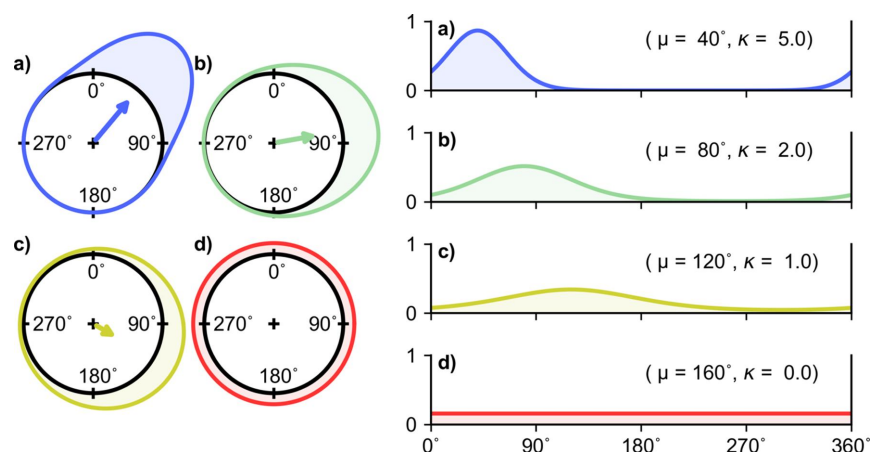 a)
0°
270°
90°
180°
b)
0°
270°
90°
180°
c)
0°
270°
90°
180°
d)
0°
270°
90°
180°
1
a)
( μ = 40°, κ = 5.0)
0
1
b)
( μ = 80°, κ = 2.0)
0
1
c)
( μ = 120°, κ = 1.0)
0
1
d)
( μ = 160°, κ = 0.0)
0
0° 90° 180° 270° 360°